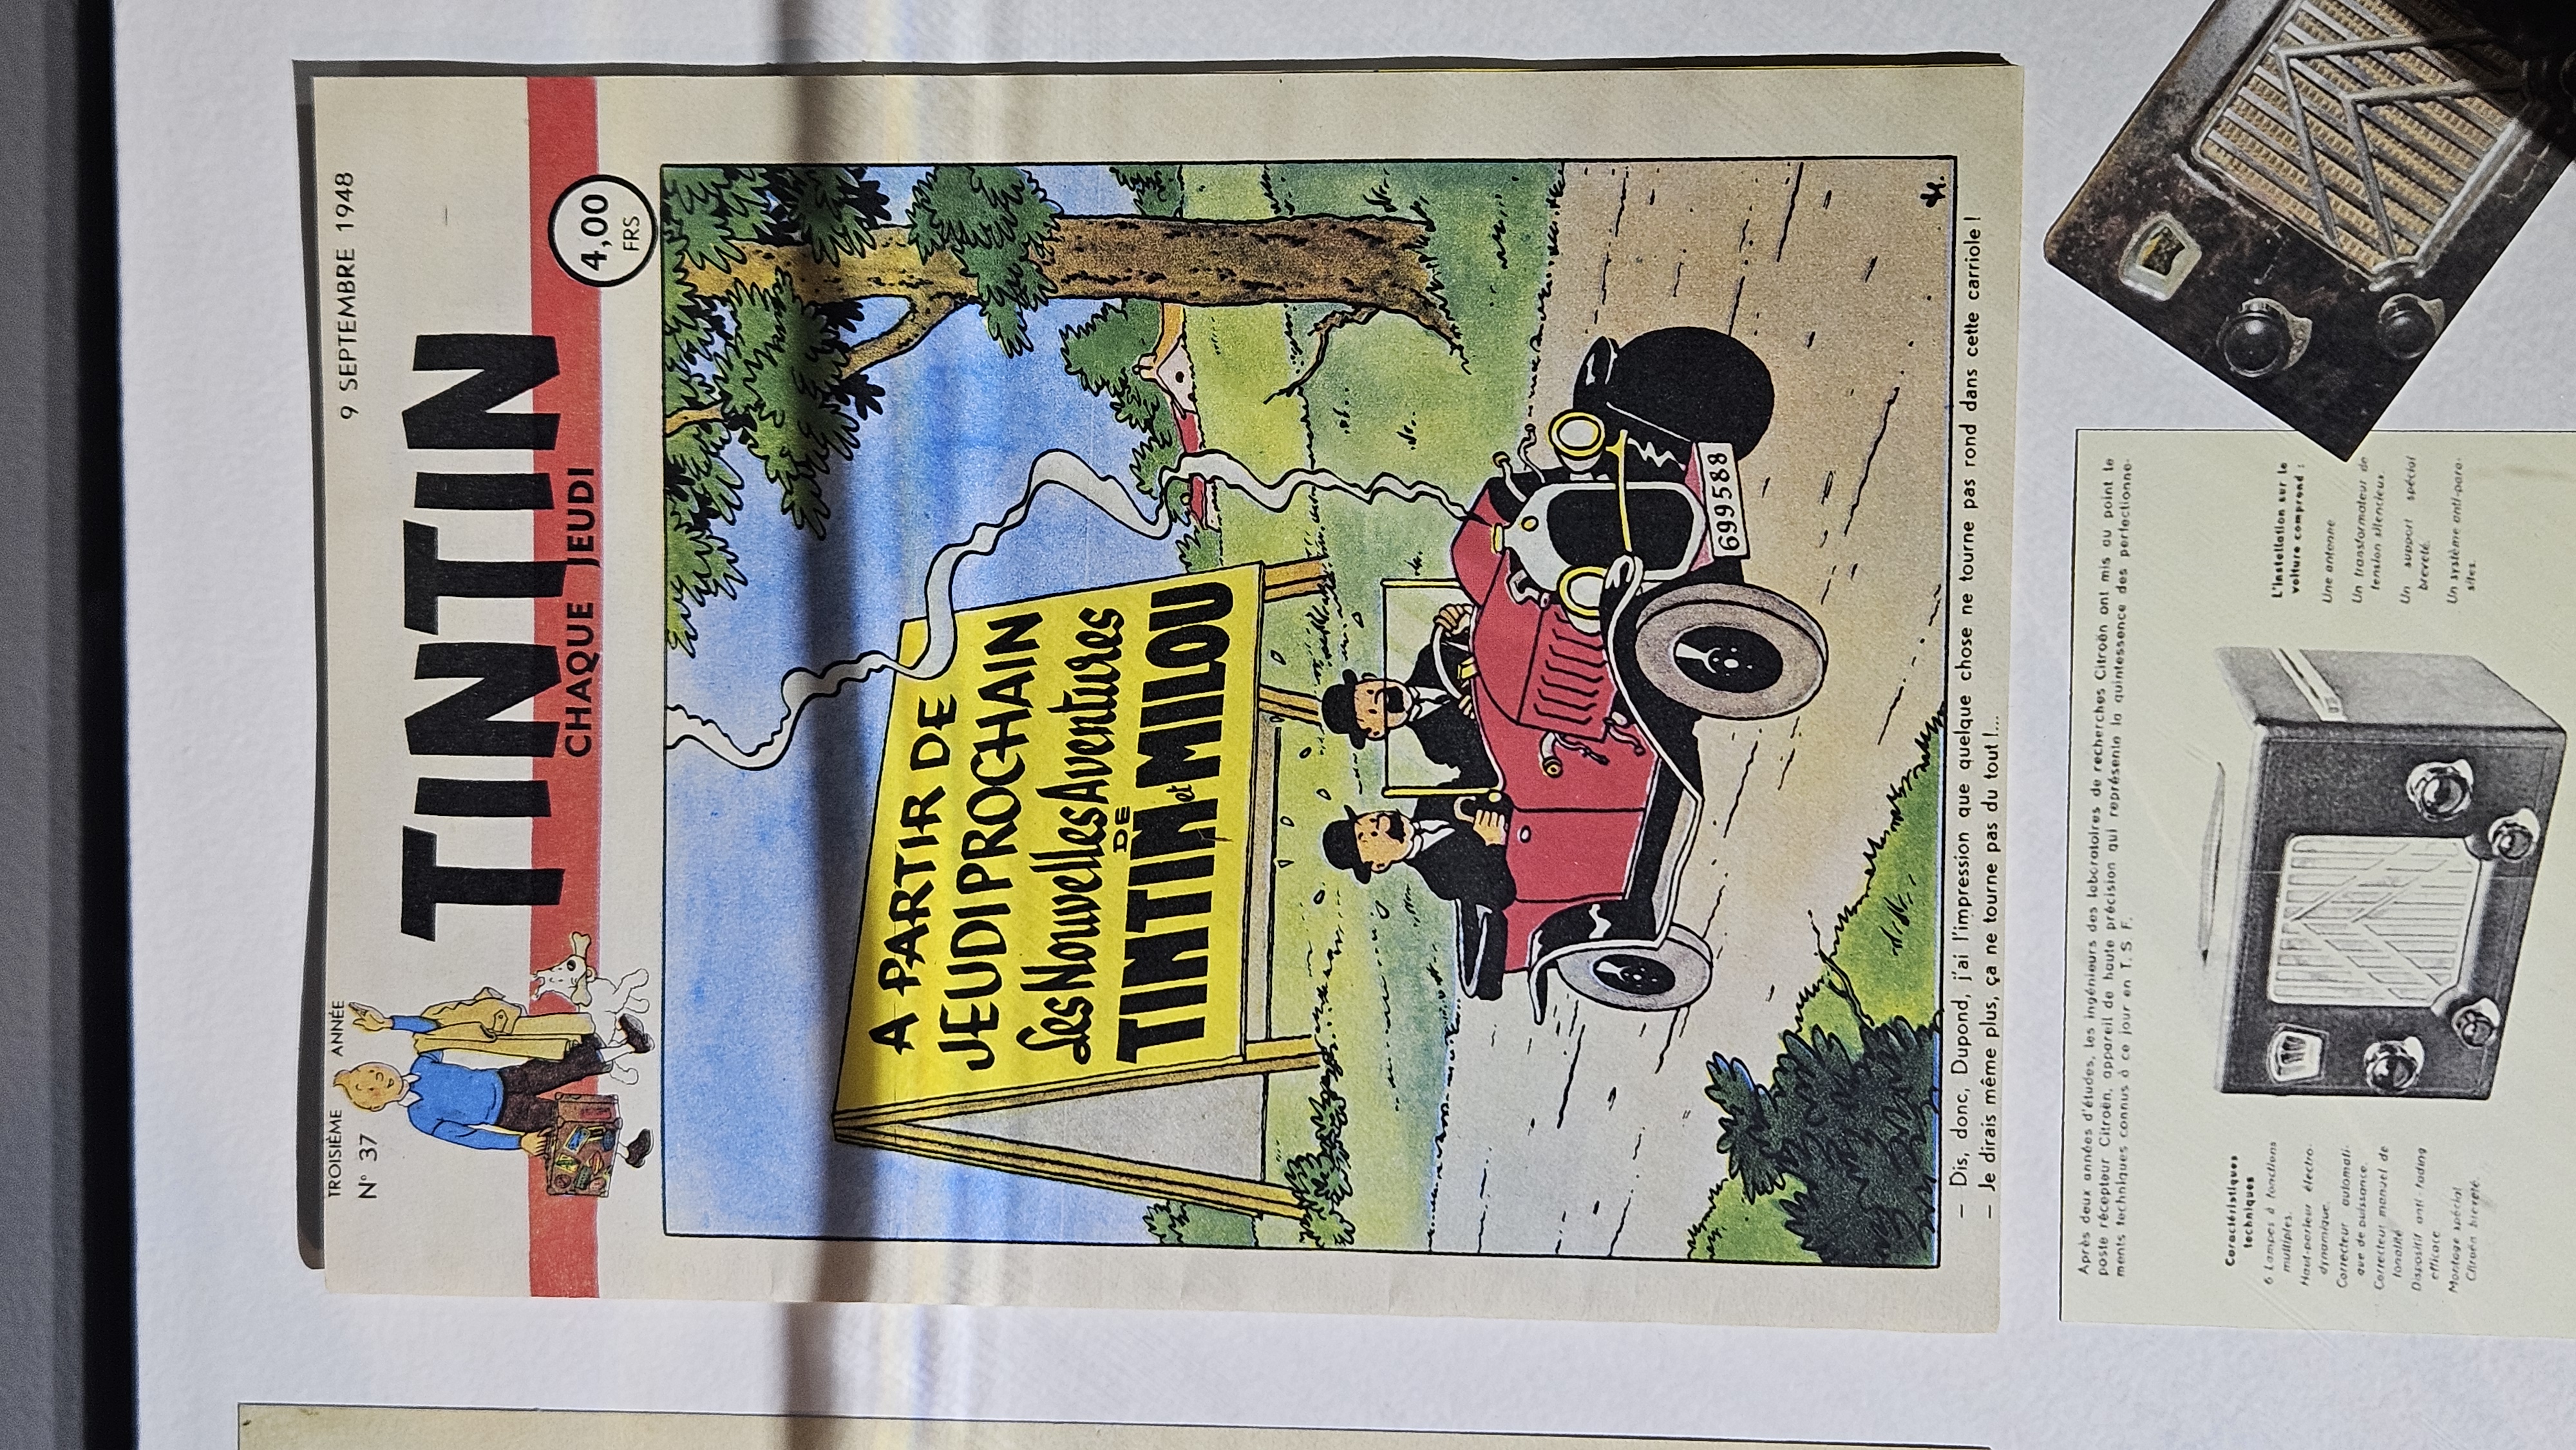 TROISIÈME ANNÉE
N° 37
9 SEPTEMBRE 1948
TINTIN
CHAQUE JEUDI
4,00
FRS
A PARTIR DE
JEUDI PROCHAIN
Les Nouvelles Aventures
DE
TINTIN et MILOU
699588
H.
– Dis, donc, Dupond, j'ai l'impression que quelque chose ne tourne pas rond dans cette carriole !
– Je dirais même plus, ça ne tourne pas du tout !...
Après deux années d'études, les ingénieurs des laboratoires de recherches Citroën ont mis au point le
poste récepteur Citroën, appareil de haute précision qui représente la quintessence des perfectionne-
ments techniques connus à ce jour en T. S. F.
Caractéristiques
techniques
6 Lampes à fonctions
multiples.
Haut-parleur électro-
dynamique.
Correcteur automati-
que de puissance.
Correcteur manuel de
tonalité
Dispositif anti-fading
efficace
Montage spécial
Citroën breveté.
L'installation sur la
voiture comprend :
Une antenne
Un transformateur de
tension silencieux.
Un support spécial
breveté.
Un système anti-para-
sites.